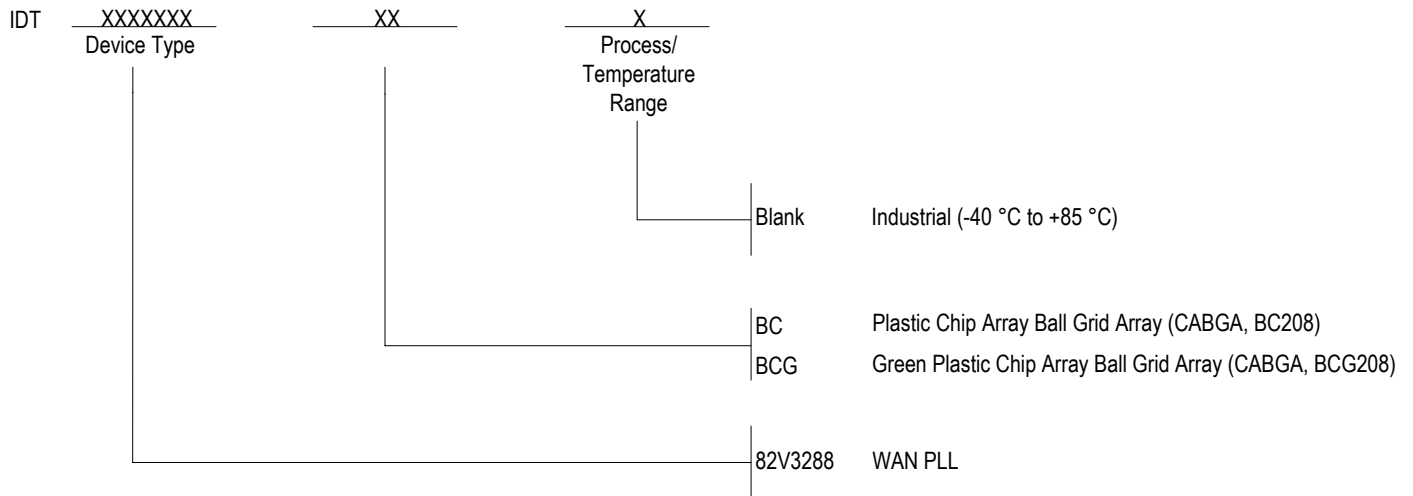 IDT XXXXXXX XX X
Device Type Process/
Temperature
Range
Blank Industrial (-40 °C to +85 °C)
BC Plastic Chip Array Ball Grid Array (CABGA, BC208)
BCG Green Plastic Chip Array Ball Grid Array (CABGA, BCG208)
82V3288 WAN PLL